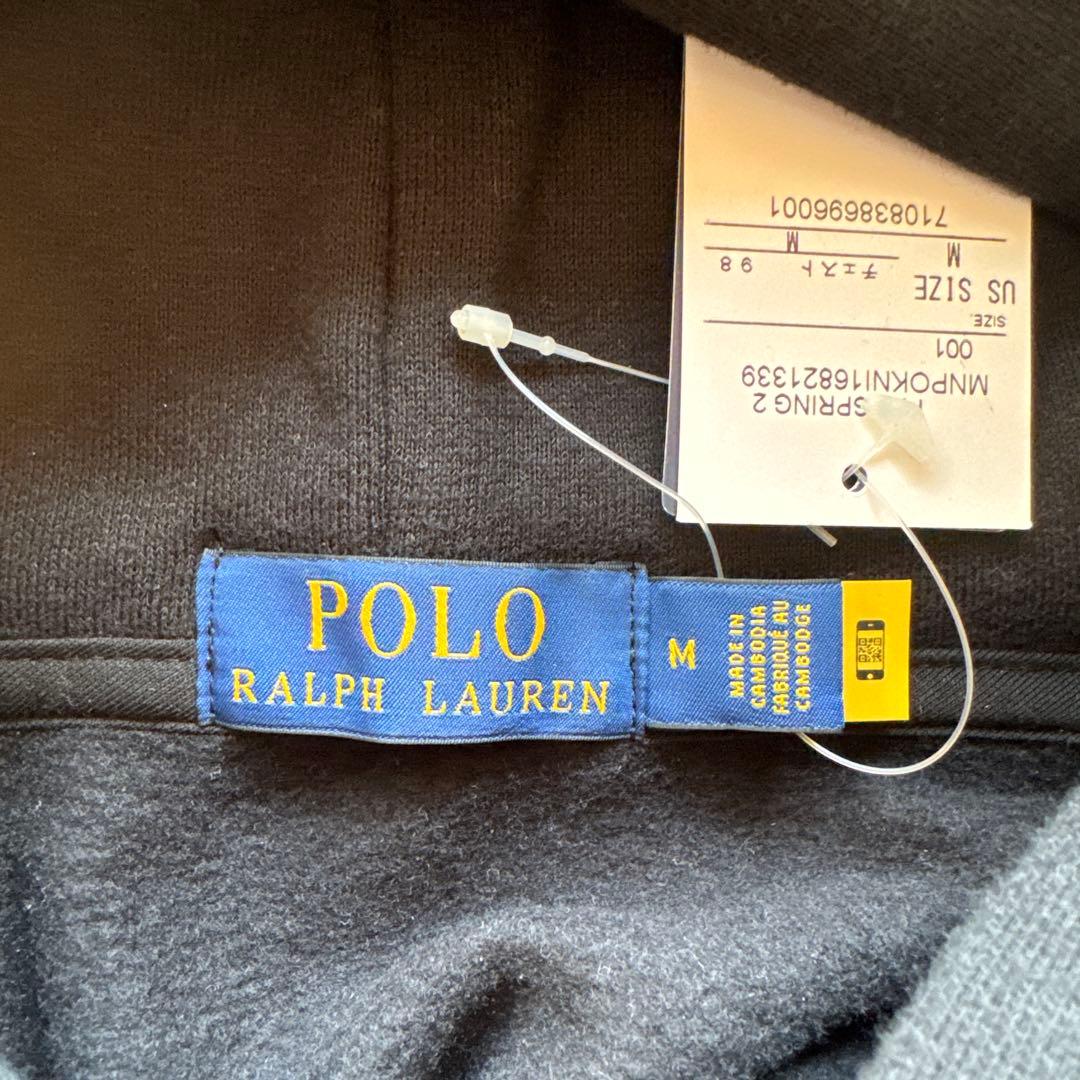 POLO
RALPH LAUREN
M
MADE IN
CAMBODIA
FABRIQUÉ AU
CAMBODGE
SPRING 2
MNPOKNI16821339
001
SIZE.
US SIZE
チェスト 98
M M
710838696001